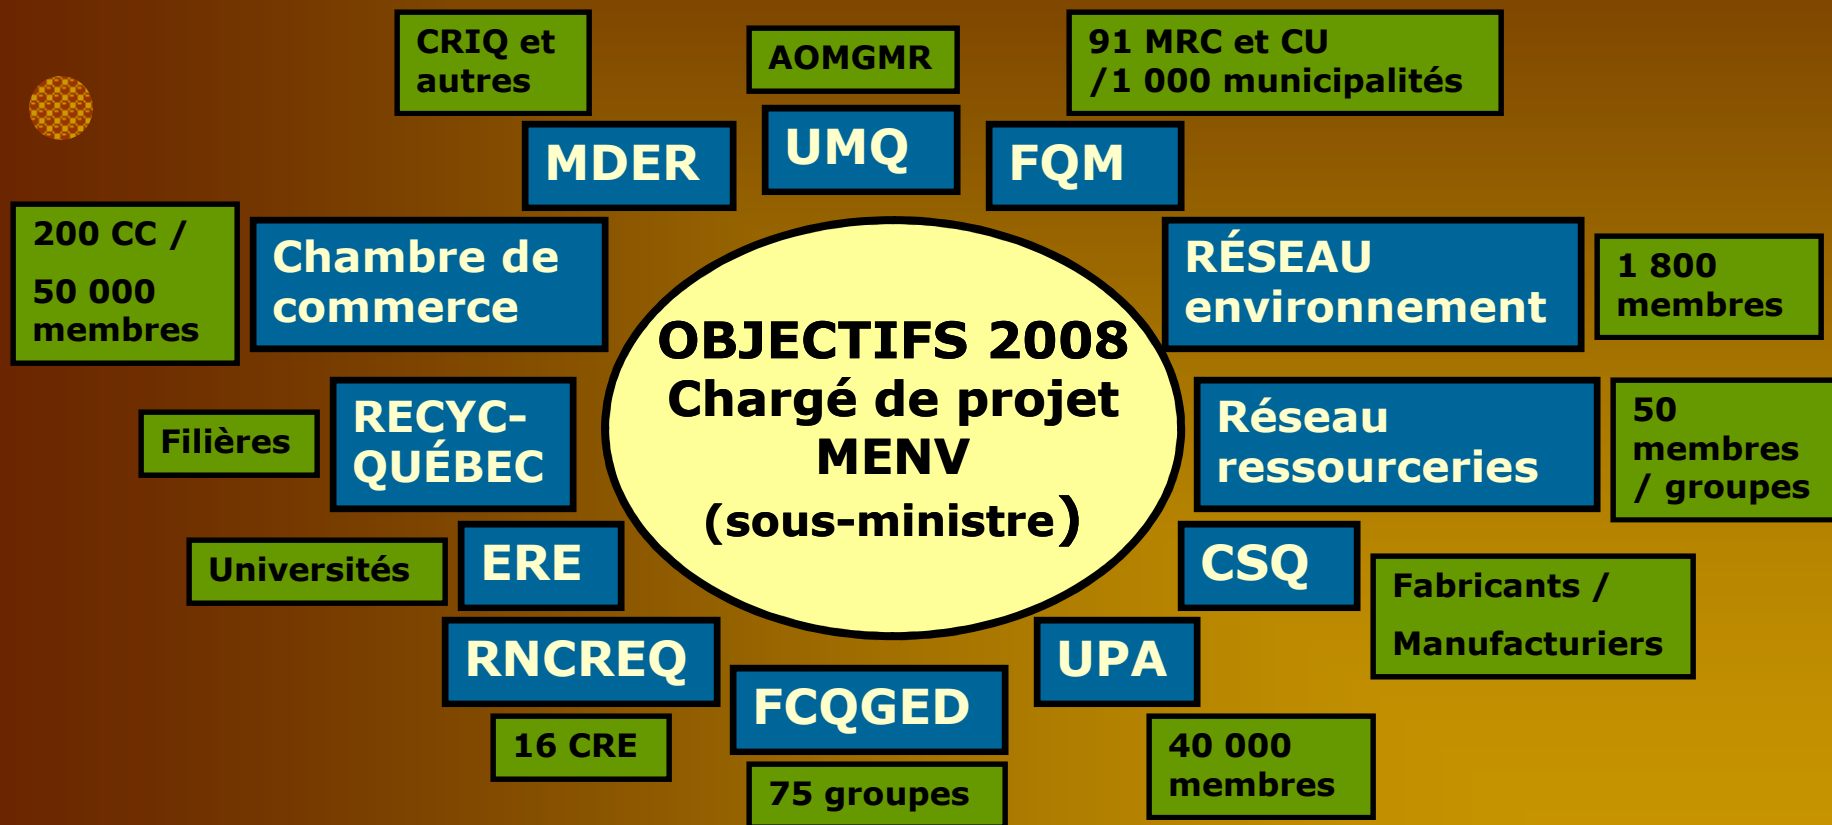 CRIQ et
autres
AOMGMR
91 MRC et CU
/1 000 municipalités
MDER
UMQ
FQM
200 CC /
50 000
membres
Chambre de
commerce
RÉSEAU
environnement
1 800
membres
OBJECTIFS 2008
Chargé de projet
MENV
(sous-ministre)
Filières
RECYC-
QUÉBEC
Réseau
ressourceries
50
membres
/ groupes
Universités
ERE
CSQ
Fabricants /
Manufacturiers
RNCREQ
FCQGED
UPA
16 CRE
75 groupes
40 000
membres